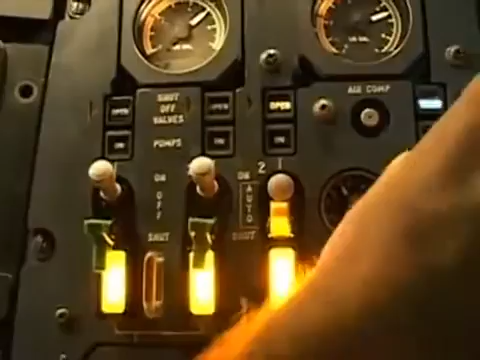 SHUT
OFF
VALVES
OPEN
OPEN
OPEN
AIR COMP
PUMPS
ON
ON
ON
ON
OFF
ON
2 1
AUTO
SHUT
SHUT